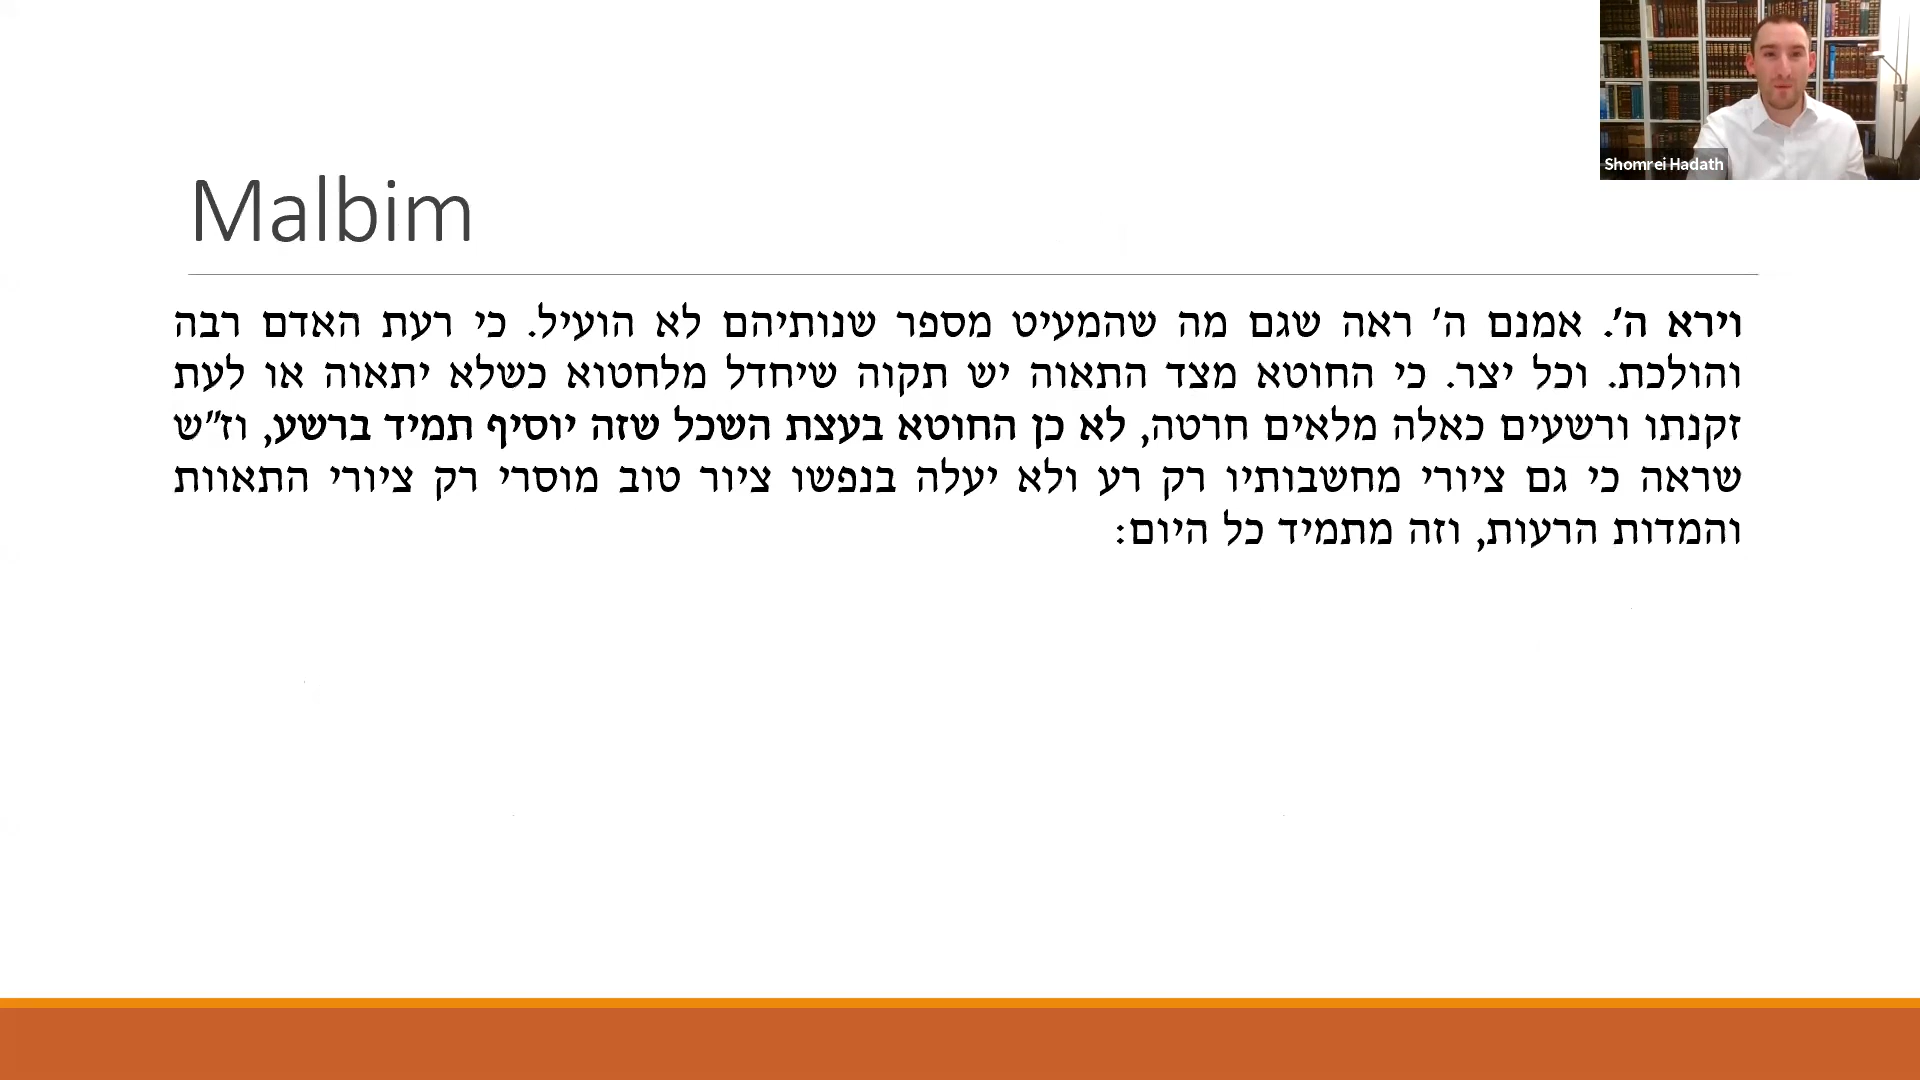 Shomrei Hadath
Malbim
וירא ה'. אמנם ה' ראה שגם מה שהמעיט מספר שנותיהם לא הועיל. כי רעת האדם רבה
והולכת. וכל יצר. כי החוטא מצד התאוה יש תקוה שיחדל מלחטוא כשלא יתאוה או לעת
זקנתו ורשעים כאלה מלאים חרטה, לא כן החוטא בעצת השכל שזה יוסיף תמיד ברשע, וז"ש
שראה כי גם ציורי מחשבותיו רק רע ולא יעלה בנפשו ציור טוב מוסרי רק ציורי התאוות
והמדות הרעות, וזה מתמיד כל היום: